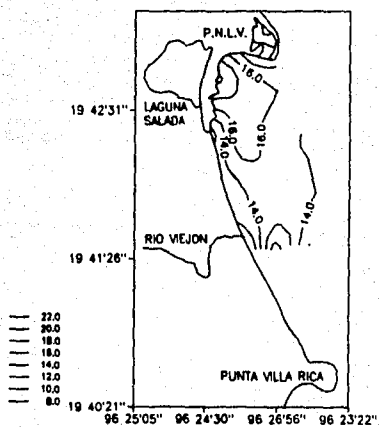 P.N.L.V.
16.0
19 42'31"
LAGUNA
SALADA
16.0
14.0
16.0
14.0
14.0
RIO VIEJON
19 41'26"
22.0
20.0
18.0
16.0
14.0
12.0
10.0
8.0
PUNTA VILLA RICA
19 40'21"
96 25'05" 96 24'30" 96 26'56" 96 23'22"